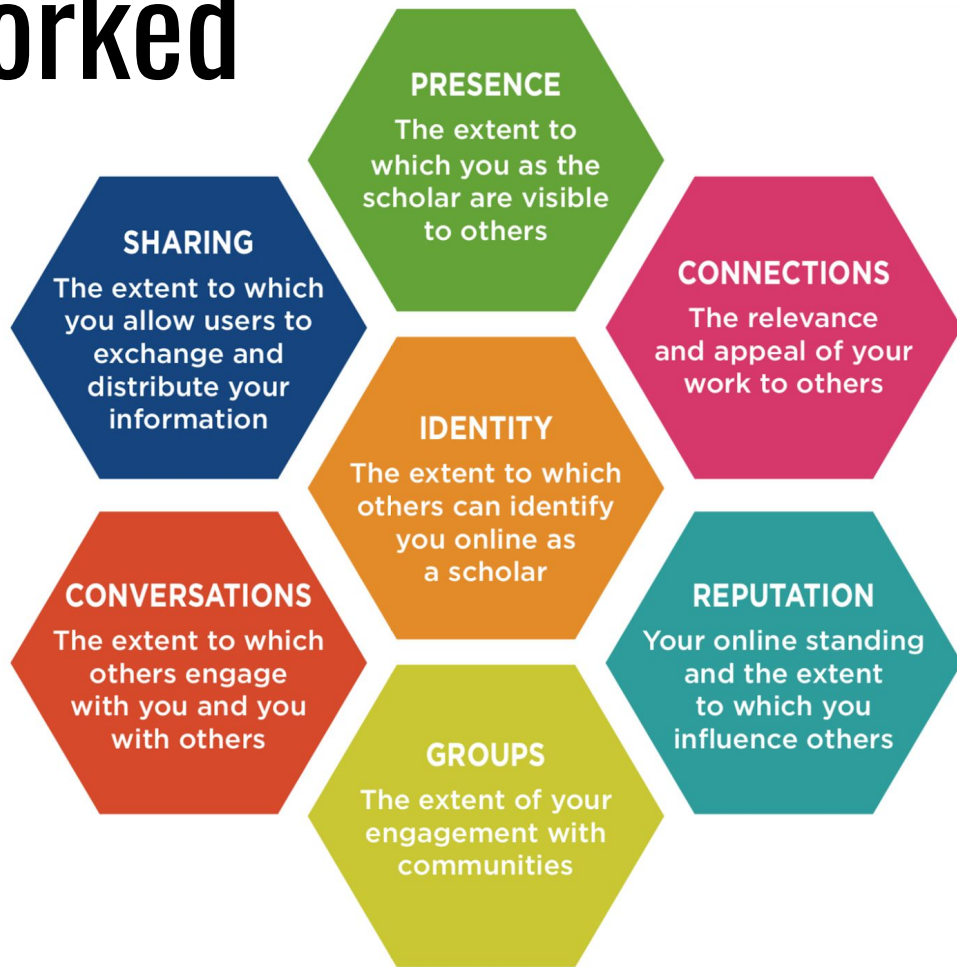 orked
PRESENCE
The extent to
which you as the
scholar are visible
to others
SHARING
The extent to which
you allow users to
exchange and
distribute your
information
CONNECTIONS
The relevance
and appeal of your
work to others
IDENTITY
The extent to which
others can identify
you online as
a scholar
CONVERSATIONS
The extent to which
others engage
with you and you
with others
REPUTATION
Your online standing
and the extent
to which you
influence others
GROUPS
The extent of your
engagement with
communities